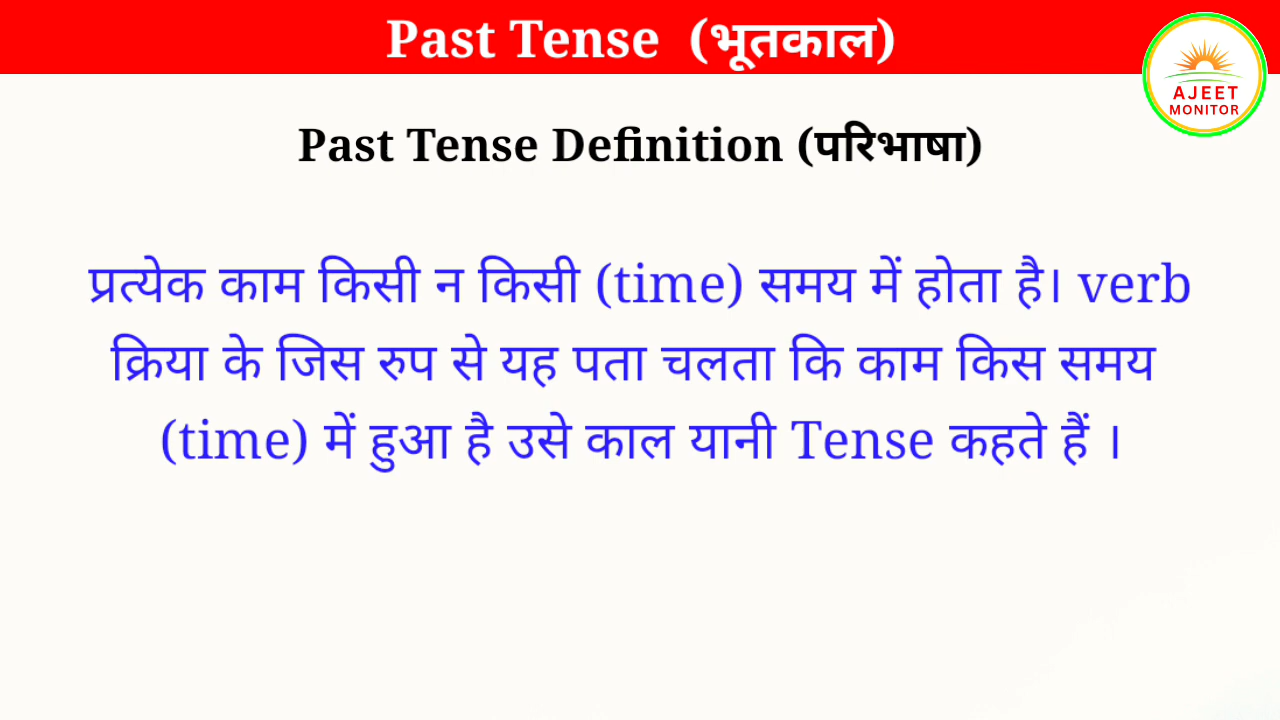 Past Tense (भूतकाल)
AJEET
MONITOR
Past Tense Definition (परिभाषा)
प्रत्येक काम किसी न किसी (time) समय में होता है। verb
क्रिया के जिस रुप से यह पता चलता कि काम किस समय
(time) में हुआ है उसे काल यानी Tense कहते हैं ।